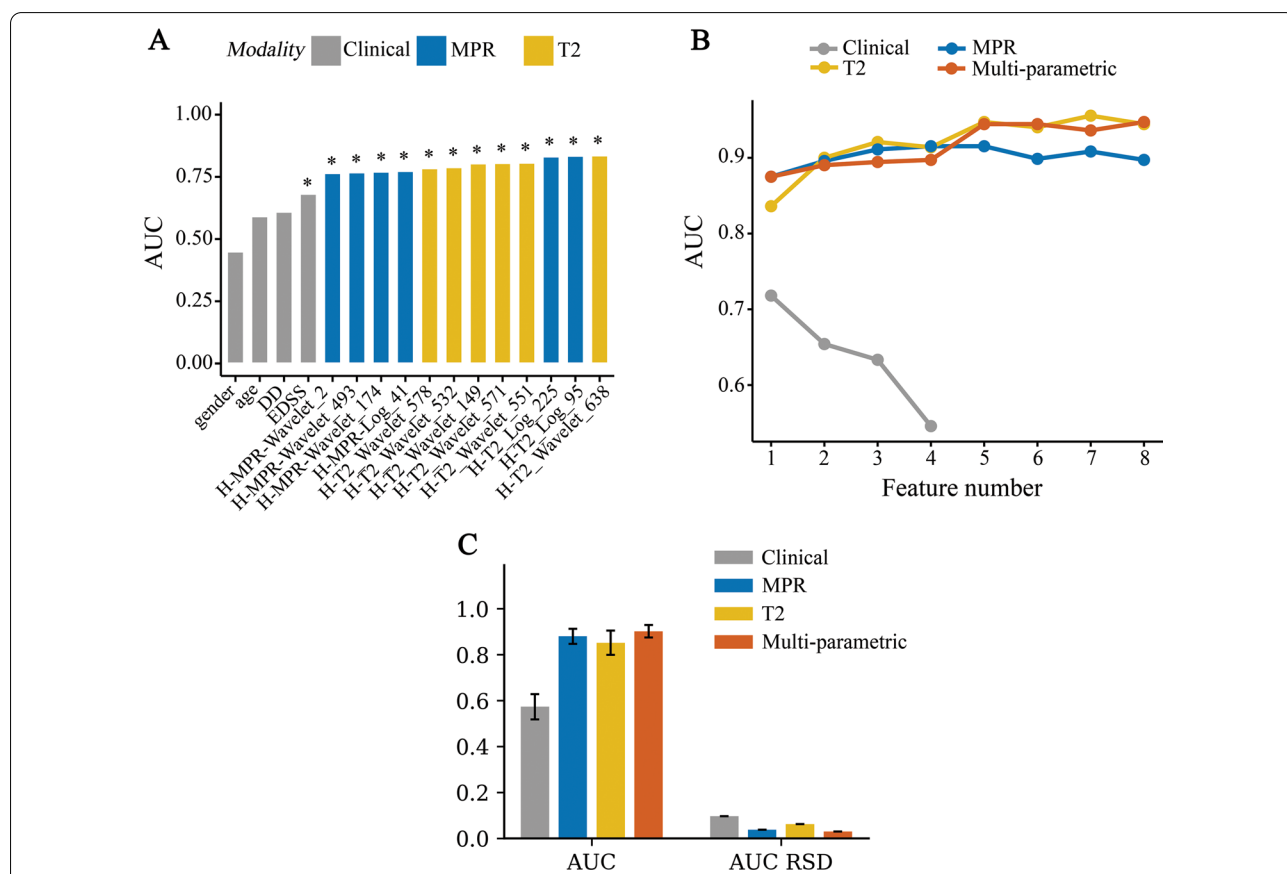 A
Modality Clinical MPR T2
AUC
1.00
0.75
0.50
0.25
0.00
* * * * * * * * * * * * *
gender
age
DD
EDSS
H-MPR-Wavelet_2
H-MPR-Wavelet_493
H-MPR-Wavelet_174
H-MPR-Log_41
H-T2_Wavelet_578
H-T2_Wavelet_532
H-T2_Wavelet_149
H-T2_Wavelet_571
H-T2_Wavelet_551
H-T2_Log_225
H-T2_Log_95
H-T2_Wavelet_638
B
Clinical MPR
T2 Multi-parametric
AUC
0.9
0.8
0.7
0.6
1 2 3 4 5 6 7 8
Feature number
C
Clinical
MPR
T2
Multi-parametric
1.0
0.8
0.6
0.4
0.2
0.0
AUC AUC RSD